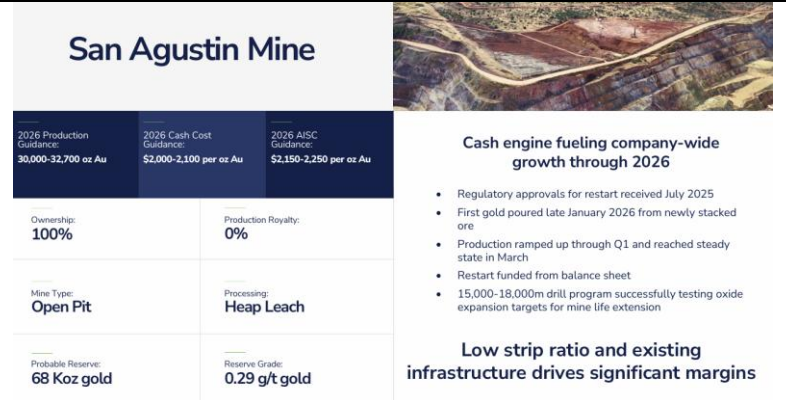 San Agustin Mine
2026 Production
Guidance:
30,000-32,700 oz Au
2026 Cash Cost
Guidance:
$2,000-2,100 per oz Au
2026 AISC
Guidance:
$2,150-2,250 per oz Au
Ownership:
100%
Production Royalty:
0%
Mine Type:
Open Pit
Processing:
Heap Leach
Probable Reserve:
68 Koz gold
Reserve Grade:
0.29 g/t gold
Cash engine fueling company-wide
growth through 2026
• Regulatory approvals for restart received July 2025
• First gold poured late January 2026 from newly stacked
ore
• Production ramped up through Q1 and reached steady
state in March
• Restart funded from balance sheet
• 15,000-18,000m drill program successfully testing oxide
expansion targets for mine life extension
Low strip ratio and existing
infrastructure drives significant margins